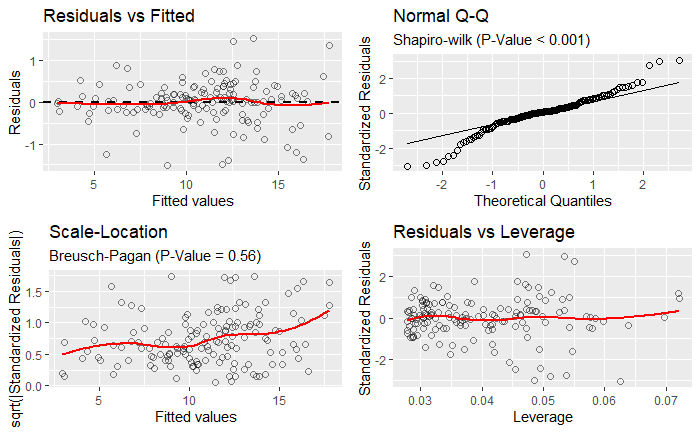 Residuals vs Fitted
Residuals
1
0
-1
5
10
15
Fitted values
Normal Q-Q
Shapiro-wilk (P-Value < 0.001)
Standardized Residuals
2
0
-2
-2
-1
0
1
2
Theoretical Quantiles
Scale-Location
Breusch-Pagan (P-Value = 0.56)
sqrt(|Standardized Residuals|)
1.5
1.0
0.5
0.0
5
10
15
Fitted values
Residuals vs Leverage
Standardized Residuals
2
0
-2
0.03
0.04
0.05
0.06
0.07
Leverage